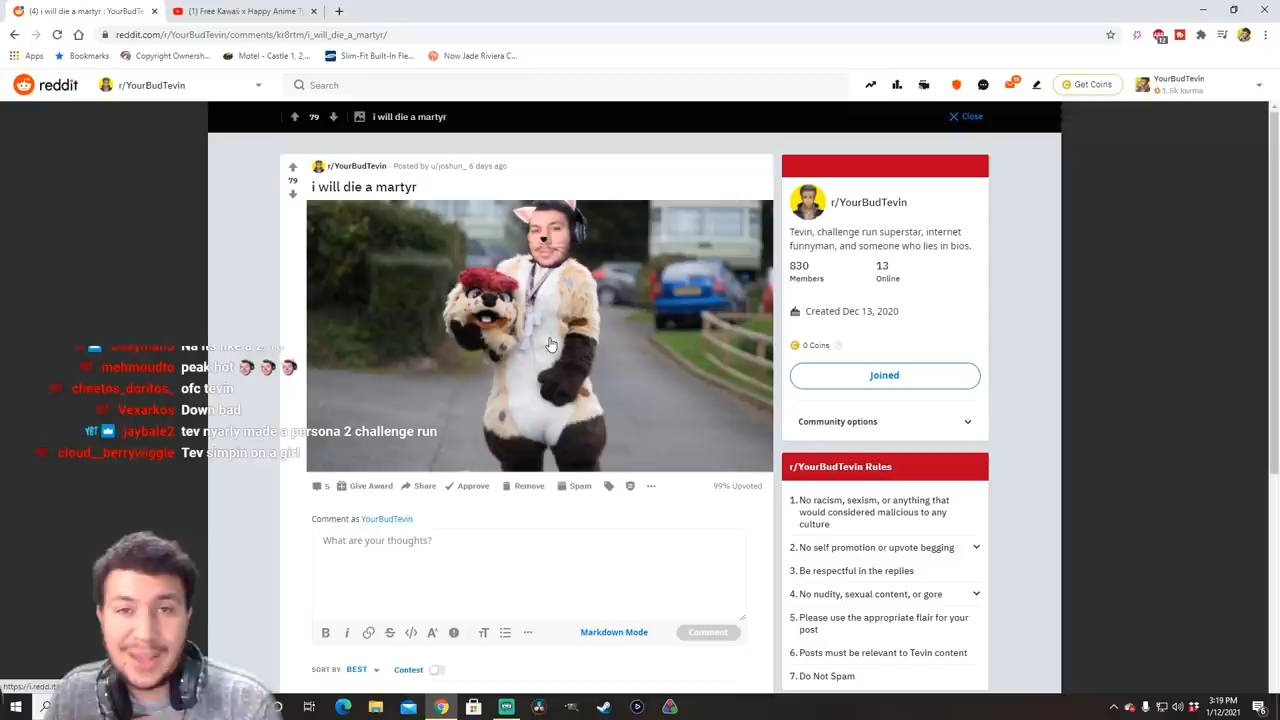 (4) i will die a martyr : YourBudTe
(1) Free Kawaii x Happy Anime T
reddit.com/r/YourBudTevin/comments/kr8rtm/i_will_die_a_martyr/
Apps
Bookmarks
Copyright Ownersh...
Motel - Castle 1, 2,...
Slim-Fit Built-In Fle...
Now Jade Riviera C...
12
reddit
r/YourBudTevin
Search
Get Coins
YourBudTevin
1.5k karma
79
i will die a martyr
Close
79
r/YourBudTevin · Posted by u/joshun_ 6 days ago
i will die a martyr
mehmoudto peak hot
cheetos_doritos_ ofc tevin
Vexarkos Down bad
YBT jaybale2 tev nyarly made a persona 2 challenge run
cloud__berrywiggle Tev simpin on a girl
5
Give Award
Share
Approve
Remove
Spam
99% Upvoted
Comment as YourBudTevin
What are your thoughts?
Markdown Mode
Comment
SORT BY BEST
Contest
r/YourBudTevin
Tevin, challenge run superstar, internet
funnyman, and someone who lies in bios.
830
Members
13
Online
Created Dec 13, 2020
0 Coins
Joined
Community options
r/YourBudTevin Rules
1. No racism, sexism, or anything that
would considered malicious to any
culture
2. No self promotion or upvote begging
3. Be respectful in the replies
4. No nudity, sexual content, or gore
5. Please use the appropriate flair for your
post
6. Posts must be relevant to Tevin content
7. Do Not Spam
https://i.redd.it
3:19 PM
1/12/2021